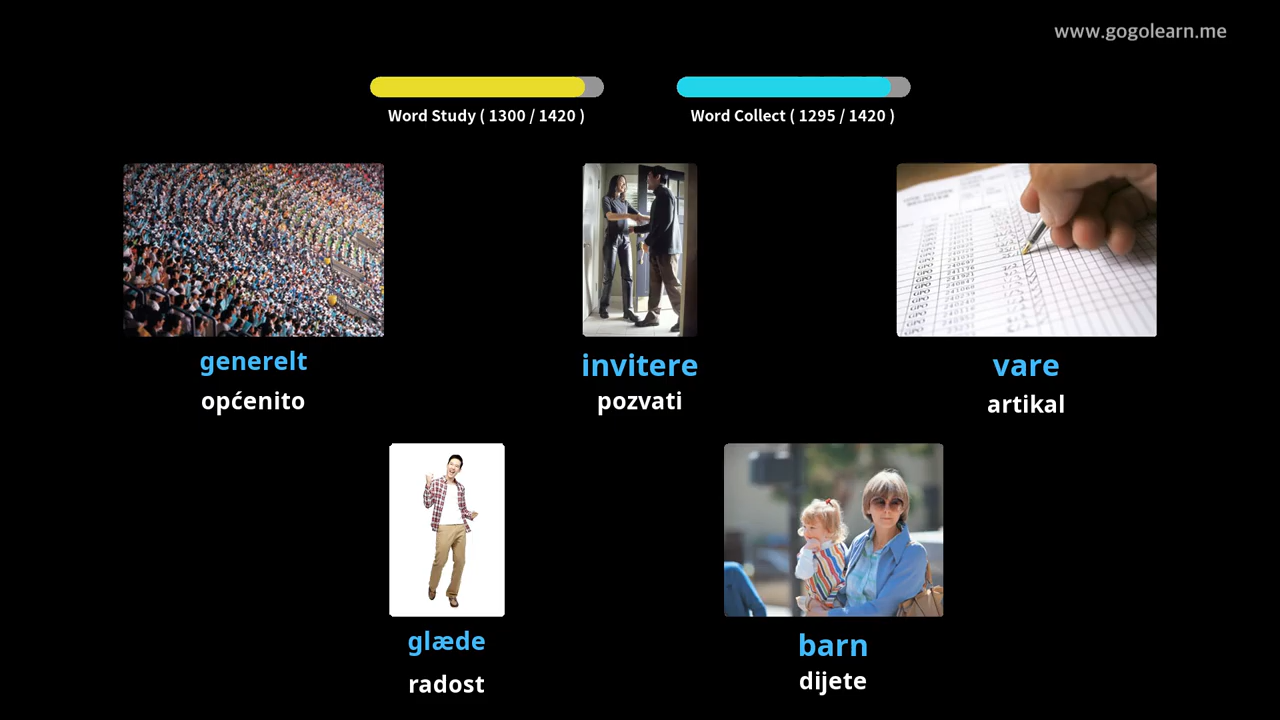 www.gogolearn.me
Word Study ( 1300 / 1420 )
Word Collect ( 1295 / 1420 )
generelt
općenito
invitere
pozvati
vare
artikal
glæde
radost
barn
dijete